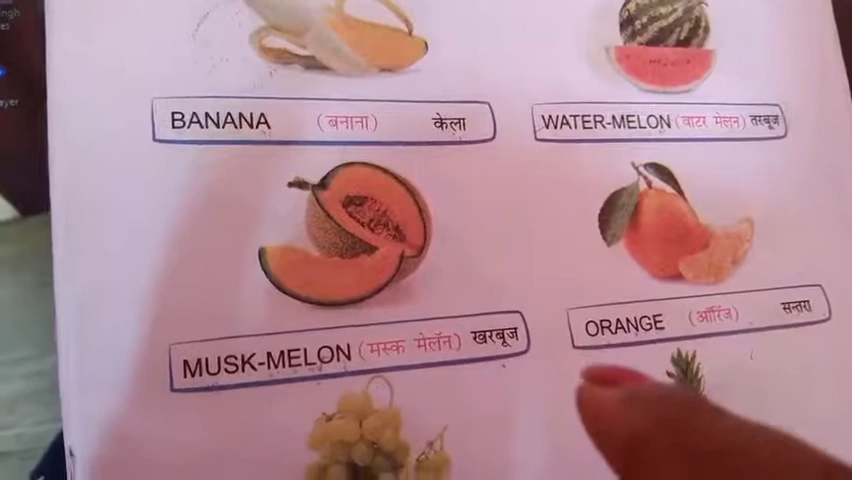 BANANA (बनाना) केला
WATER-MELON (वाटर मेलन) तरबूज
MUSK-MELON (मस्क मेलॅन) खरबूज
ORANGE (ऑरिंज) सन्तरा